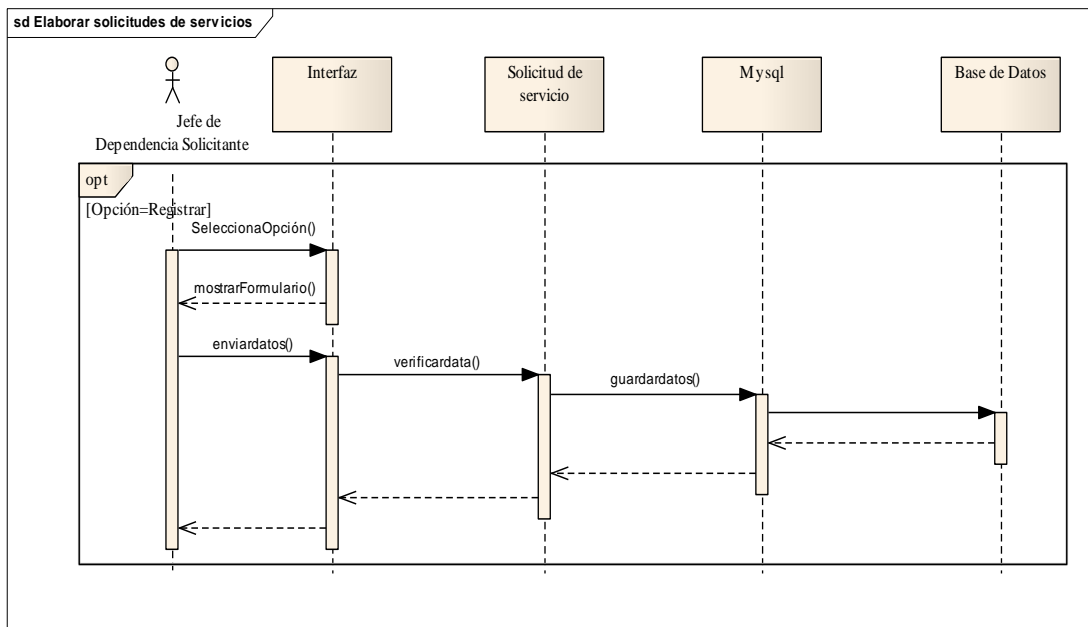 sd Elaborar solicitudes de servicios
Jefe de
Dependencia Solicitante
Interfaz
Solicitud de
servicio
Mysql
Base de Datos
opt
[Opción=Registrar]
SeleccionaOpción()
mostrarFormulario()
enviardatos()
verificardata()
guardardatos()